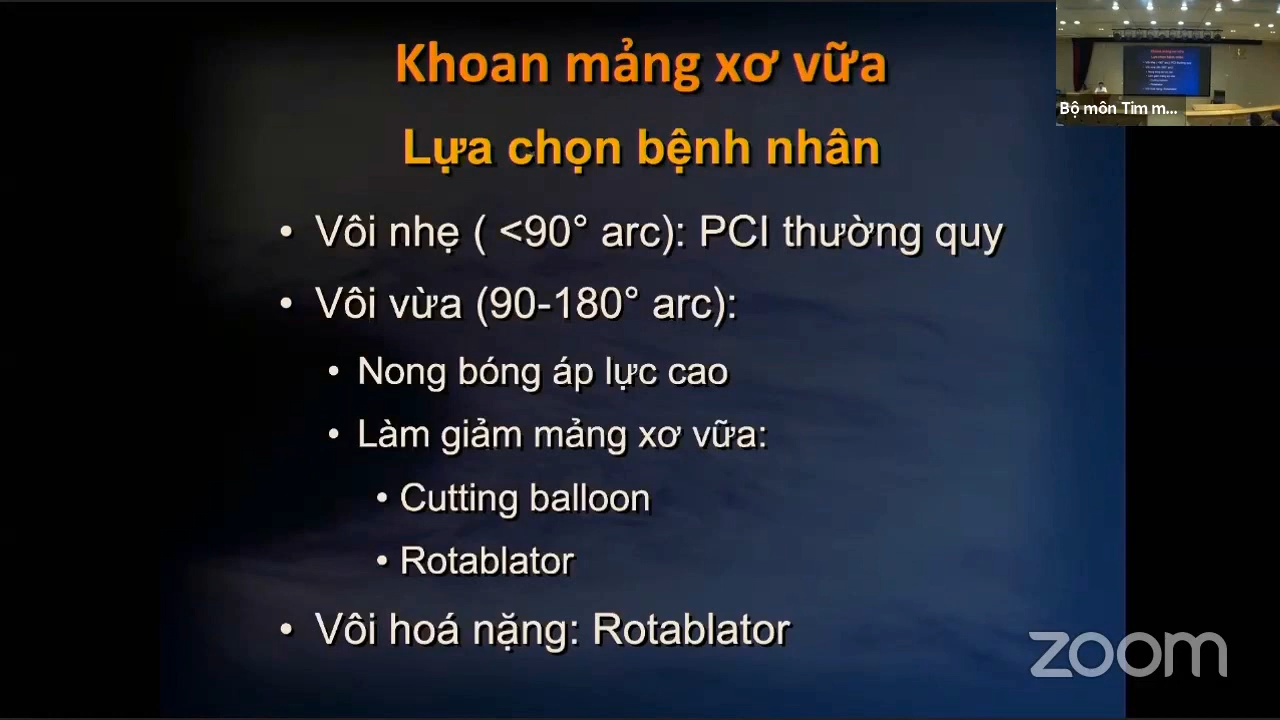 Khoan mảng xơ vữa
Lựa chọn bệnh nhân
• Vôi nhẹ ( <90° arc): PCI thường quy
• Vôi vừa (90-180° arc):
• Nong bóng áp lực cao
• Làm giảm mảng xơ vữa:
• Cutting balloon
• Rotablator
• Vôi hoá nặng: Rotablator
Bộ môn Tim m...
zoom